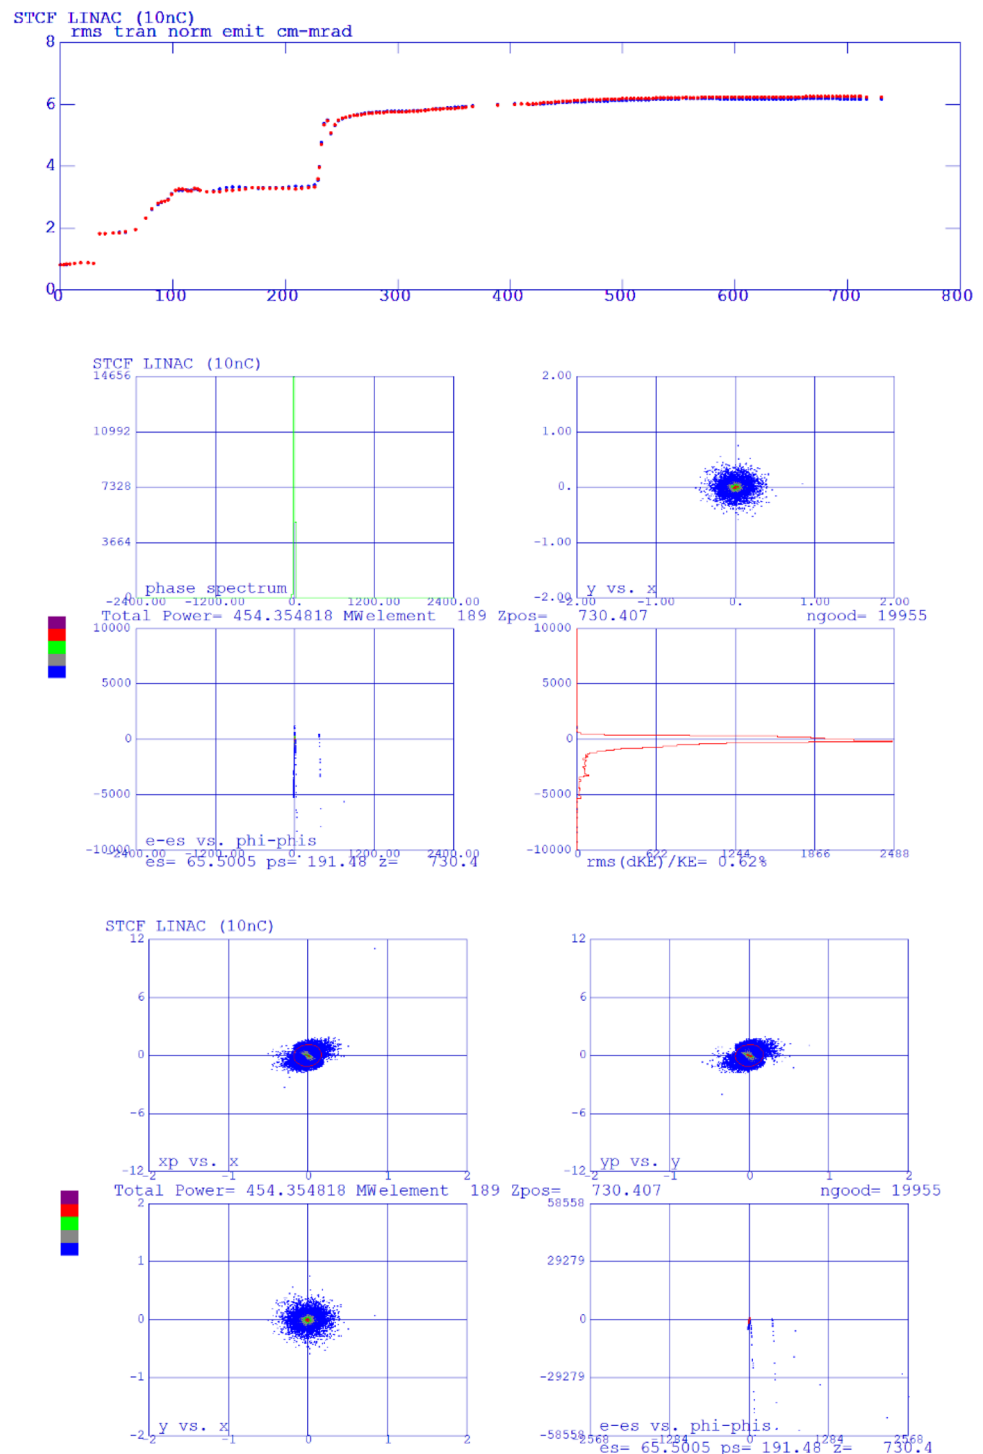 STCF LINAC (10nC)
rms tran norm emit cm-mrad
8
6
4
2
0
0 100 200 300 400 500 600 700 800
STCF LINAC (10nC)
14656
10992
7328
3664
phase spectrum
-2400.00 -1200.00 0. 1200.00 2400.00
2.00
1.00
0.
-1.00
-2.00
y vs. x
-2.00 -1.00 0. 1.00 2.00
Total Power= 454.354818 MWelement 189 Zpos= 730.407 ngood= 19955
10000
5000
0
-5000
-10000
e-es vs. phi-phis
-2400.00 0. 1200.00 2400.00
es= 65.5005 ps= 191.48 z= 730.4
10000
5000
0
-5000
-10000
0 622 1244 1866 2488
rms(dKE)/KE= 0.62%
STCF LINAC (10nC)
12
6
0
-6
-12
xp vs. x
-2 -1 0 1 2
12
6
0
-6
-12
yp vs. y
-2 -1 0 1 2
Total Power= 454.354818 MWelement 189 Zpos= 730.407 ngood= 19955
2
1
0
-1
-2
y vs. x
-2 -1 0 1 2
58558
29279
0
-29279
-58558
e-es vs. phi-phis
-2568 -1284 0 1284 2568
es= 65.5005 ps= 191.48 z= 730.4